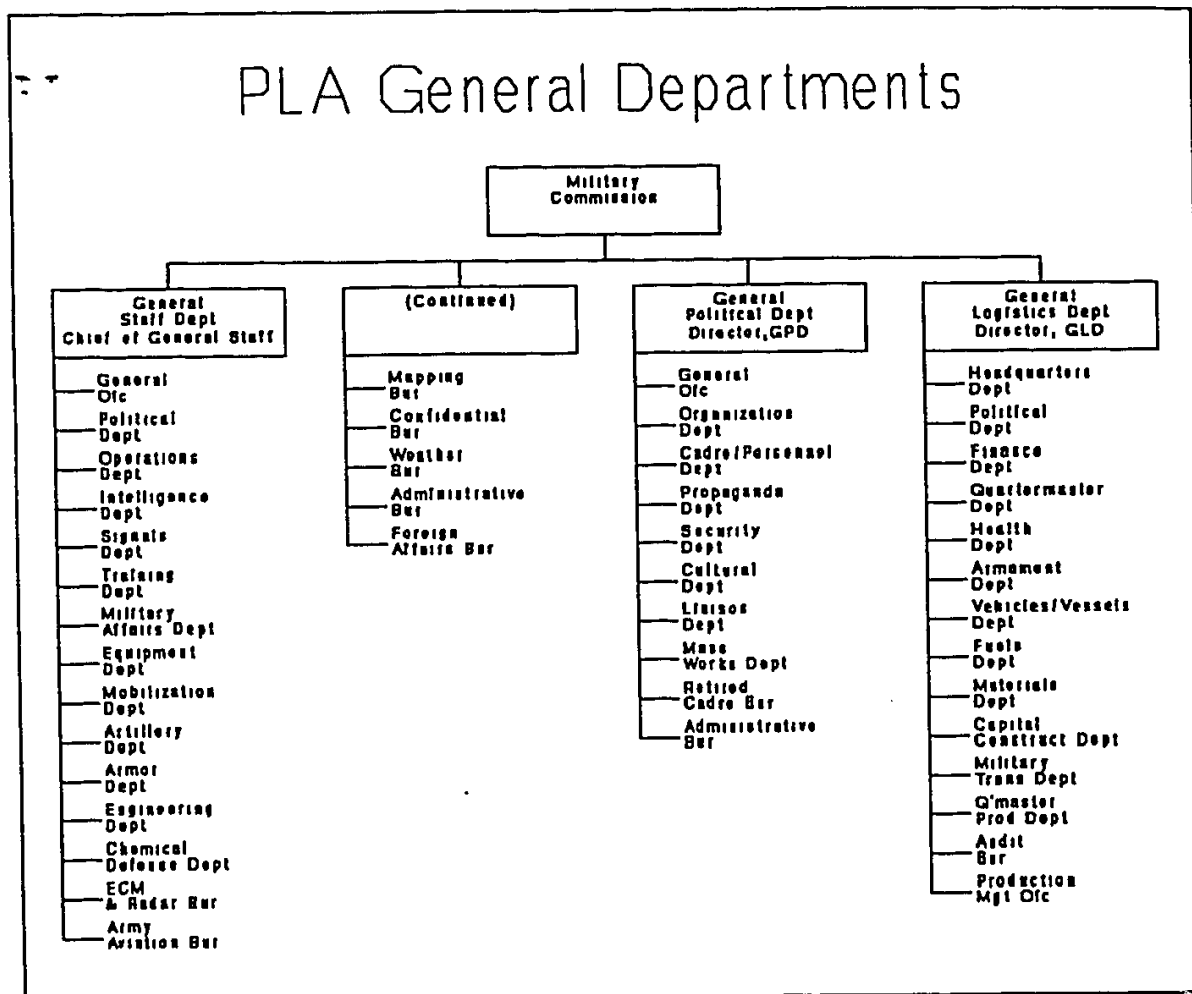 PLA General Departments
Military
Commission
General
Staff Dept
Chief of General Staff
General
Ofc
Political
Dept
Operations
Dept
Intelligence
Dept
Signals
Dept
Training
Dept
Military
Affairs Dept
Equipment
Dept
Mobilization
Dept
Artillery
Dept
Armor
Dept
Engineering
Dept
Chemical
Defense Dept
ECM
& Radar Bur
Army
Aviation Bur
(Continued)
Mapping
Bur
Confidential
Bur
Weather
Bur
Administrative
Bur
Foreign
Affairs Bur
General
Political Dept
Director,GPD
General
Ofc
Organization
Dept
Cadre/Personnel
Dept
Propaganda
Dept
Security
Dept
Cultural
Dept
Liaison
Dept
Mass
Works Dept
Retired
Cadre Bur
Administrative
Bur
General
Logistics Dept
Director, GLD
Headquarters
Dept
Political
Dept
Finance
Dept
Quartermaster
Dept
Health
Dept
Armament
Dept
Vehicles/Vessels
Dept
Fuels
Dept
Materials
Dept
Capital
Construct Dept
Military
Trans Dept
Q'master
Prod Dept
Audit
Bur
Production
Mgt Ofc